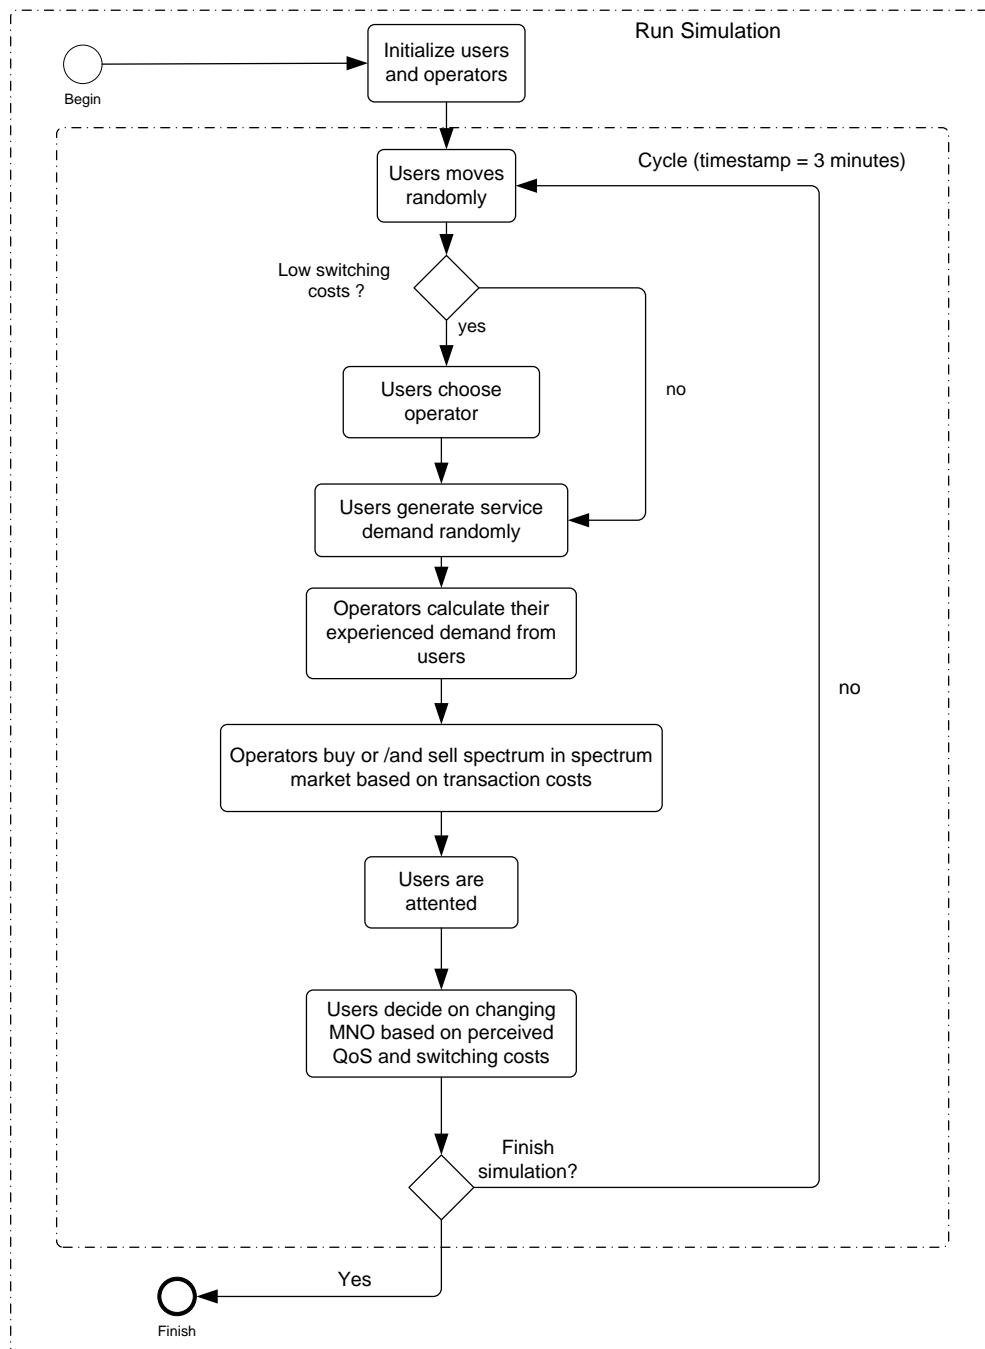 Run Simulation
Initialize users
and operators
Begin
Cycle (timestamp = 3 minutes)
Users moves
randomly
Low switching
costs ?
yes
no
Users choose
operator
Users generate service
demand randomly
Operators calculate their
experienced demand from
users
no
Operators buy or /and sell spectrum in spectrum
market based on transaction costs
Users are
attented
Users decide on changing
MNO based on perceived
QoS and switching costs
Finish
simulation?
Yes
Finish